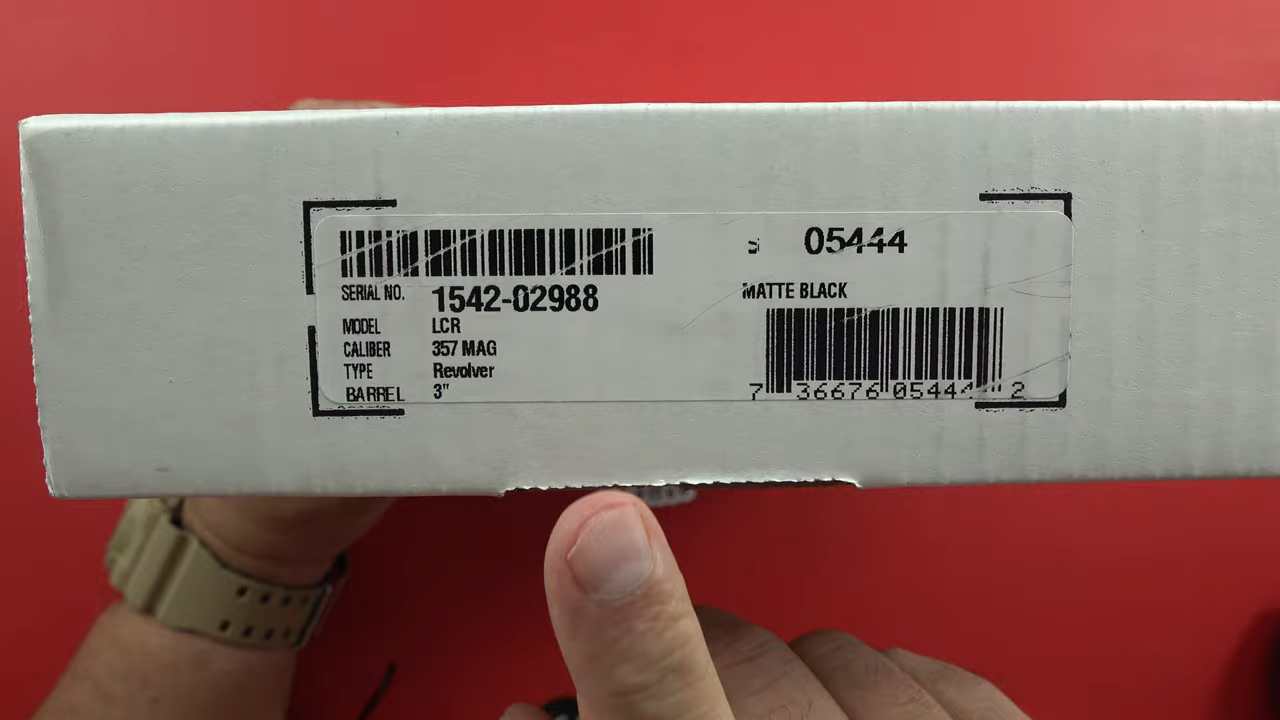 05444
SERIAL NO. 1542-02988
MATTE BLACK
MODEL LCR
CALIBER 357 MAG
TYPE Revolver
BARREL 3"
7 36676 05444 2